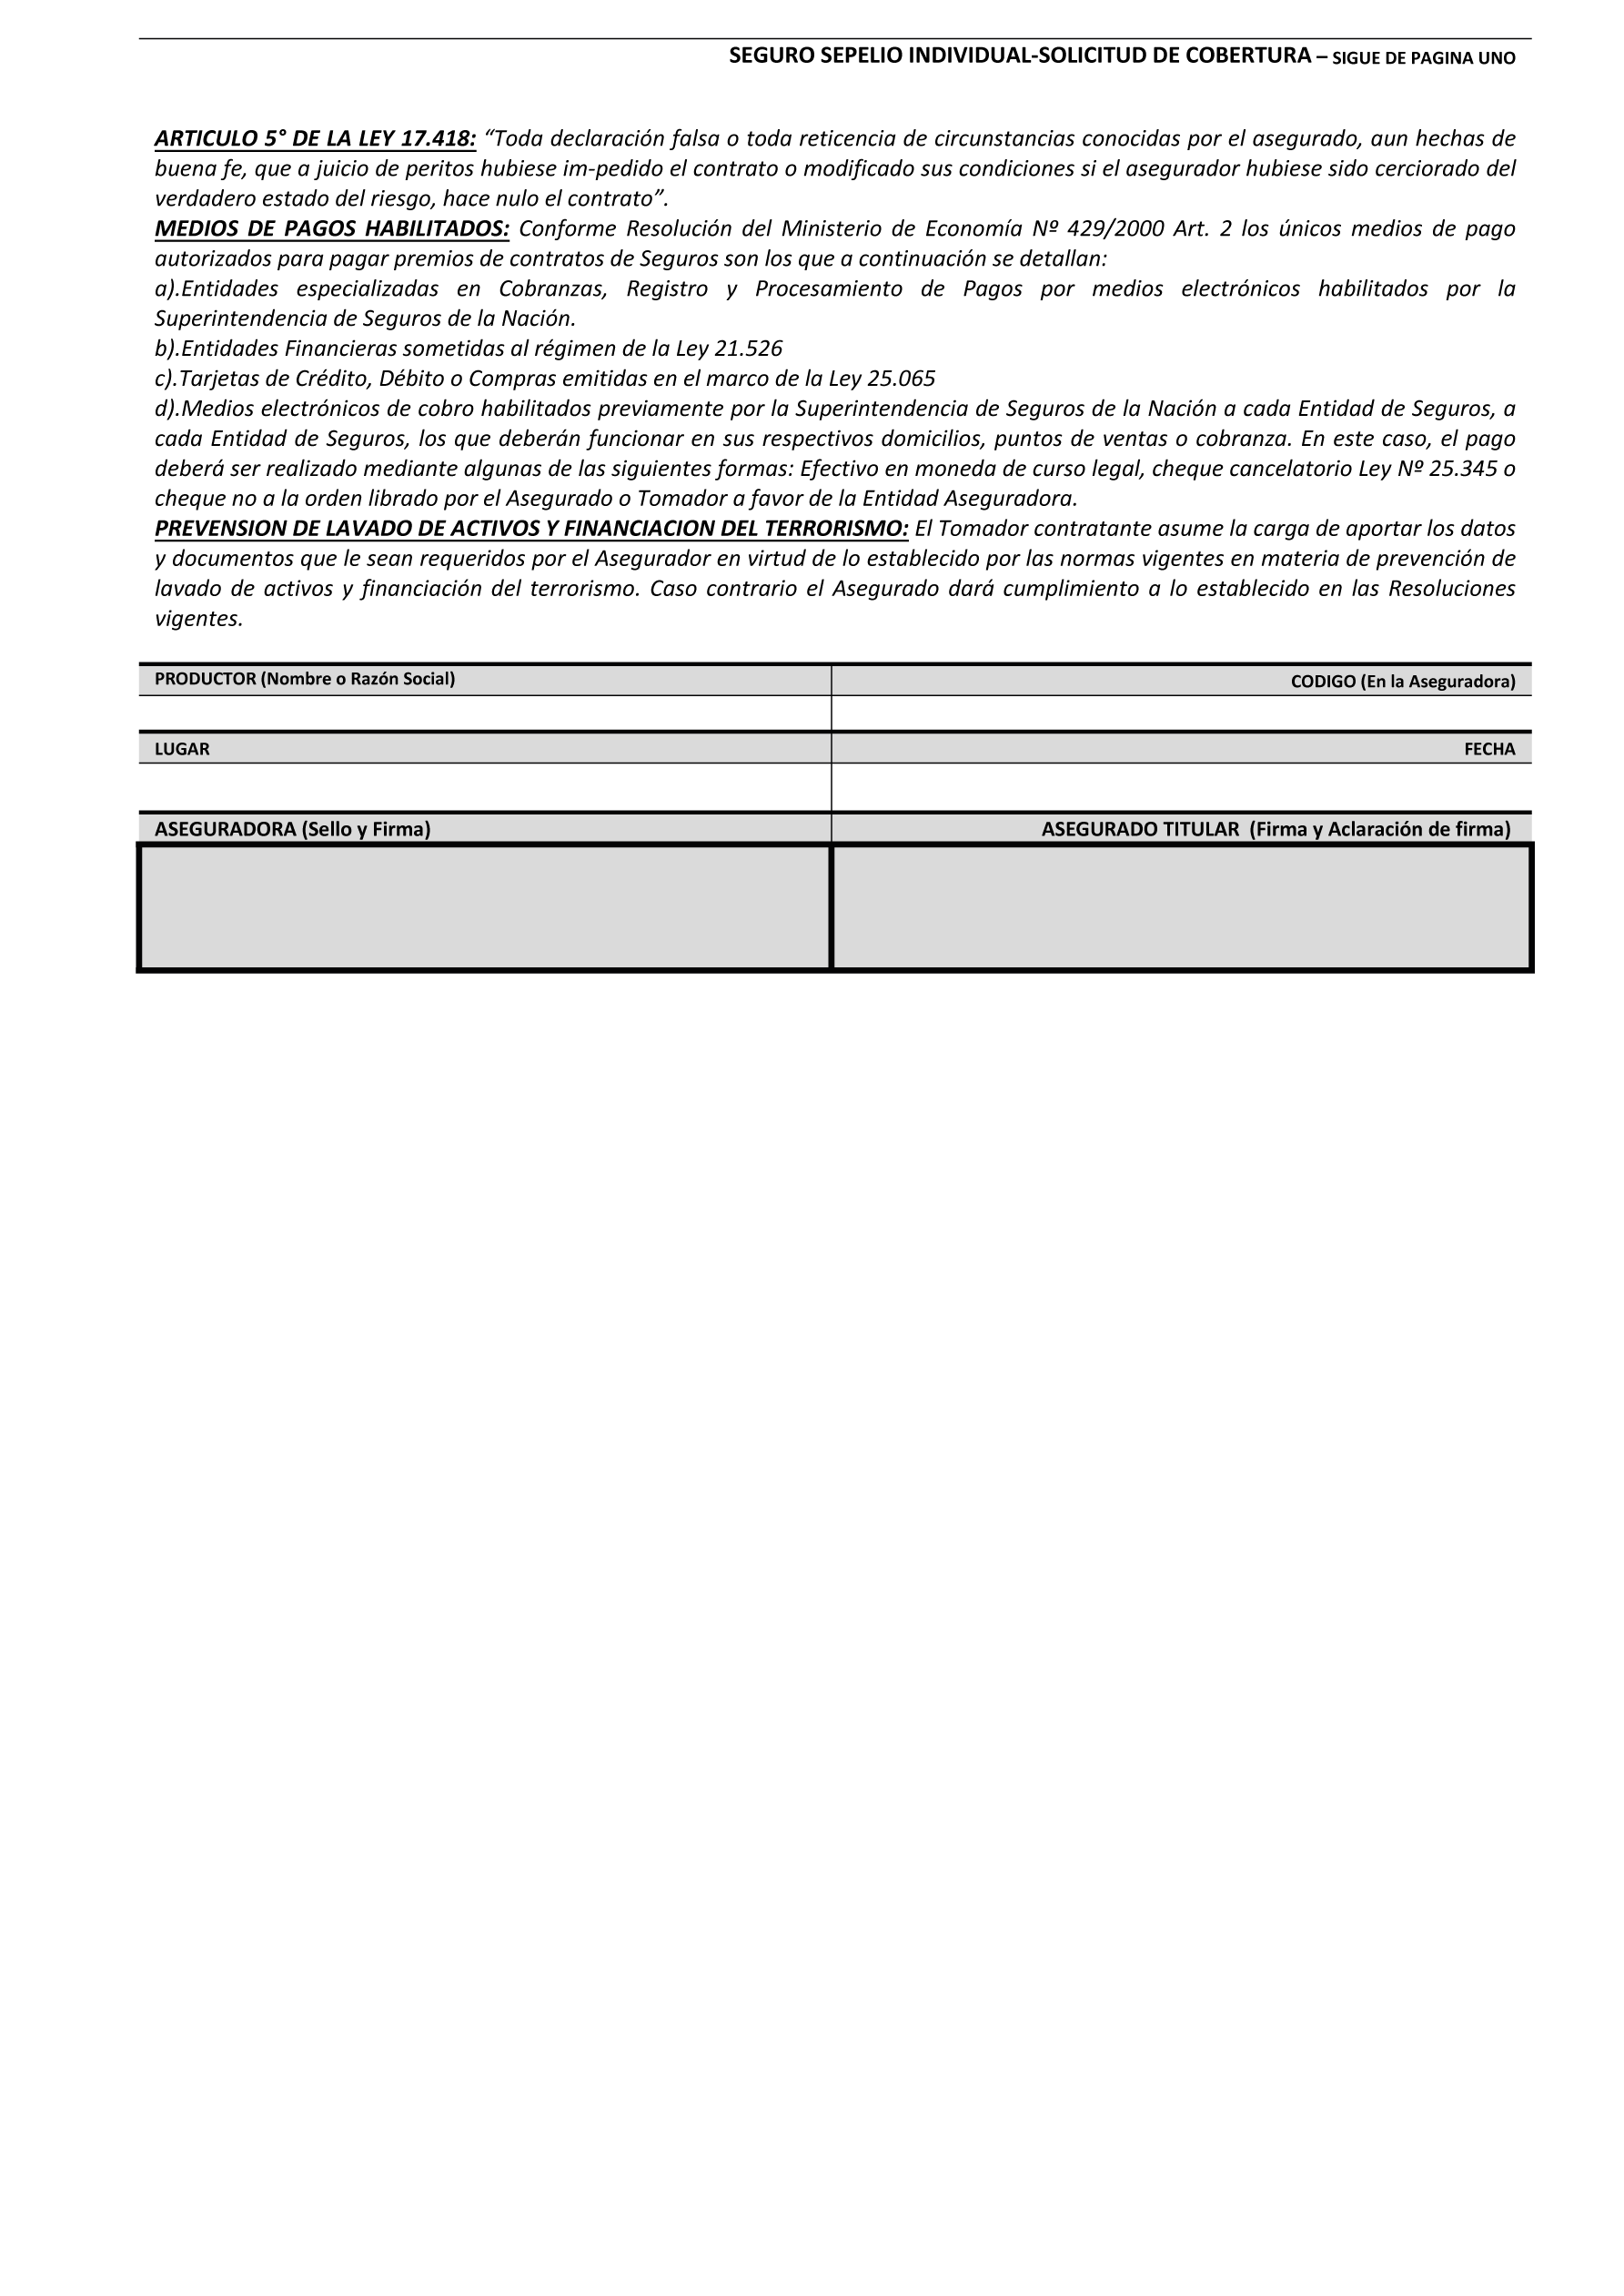 SEGURO SEPELIO INDIVIDUAL-SOLICITUD DE COBERTURA – SIGUE DE PAGINA UNO
ARTICULO 5° DE LA LEY 17.418: “Toda declaración falsa o toda reticencia de circunstancias conocidas por el asegurado, aun hechas de
buena fe, que a juicio de peritos hubiese im-pedido el contrato o modificado sus condiciones si el asegurador hubiese sido cerciorado del
verdadero estado del riesgo, hace nulo el contrato”.
MEDIOS DE PAGOS HABILITADOS: Conforme Resolución del Ministerio de Economía Nº 429/2000 Art. 2 los únicos medios de pago
autorizados para pagar premios de contratos de Seguros son los que a continuación se detallan:
a).Entidades especializadas en Cobranzas, Registro y Procesamiento de Pagos por medios electrónicos habilitados por la
Superintendencia de Seguros de la Nación.
b).Entidades Financieras sometidas al régimen de la Ley 21.526
c).Tarjetas de Crédito, Débito o Compras emitidas en el marco de la Ley 25.065
d).Medios electrónicos de cobro habilitados previamente por la Superintendencia de Seguros de la Nación a cada Entidad de Seguros, a
cada Entidad de Seguros, los que deberán funcionar en sus respectivos domicilios, puntos de ventas o cobranza. En este caso, el pago
deberá ser realizado mediante algunas de las siguientes formas: Efectivo en moneda de curso legal, cheque cancelatorio Ley Nº 25.345 o
cheque no a la orden librado por el Asegurado o Tomador a favor de la Entidad Aseguradora.
PREVENSION DE LAVADO DE ACTIVOS Y FINANCIACION DEL TERRORISMO: El Tomador contratante asume la carga de aportar los datos
y documentos que le sean requeridos por el Asegurador en virtud de lo establecido por las normas vigentes en materia de prevención de
lavado de activos y financiación del terrorismo. Caso contrario el Asegurado dará cumplimiento a lo establecido en las Resoluciones
vigentes.
PRODUCTOR (Nombre o Razón Social) CODIGO (En la Aseguradora)
LUGAR FECHA
ASEGURADORA (Sello y Firma) ASEGURADO TITULAR (Firma y Aclaración de firma)